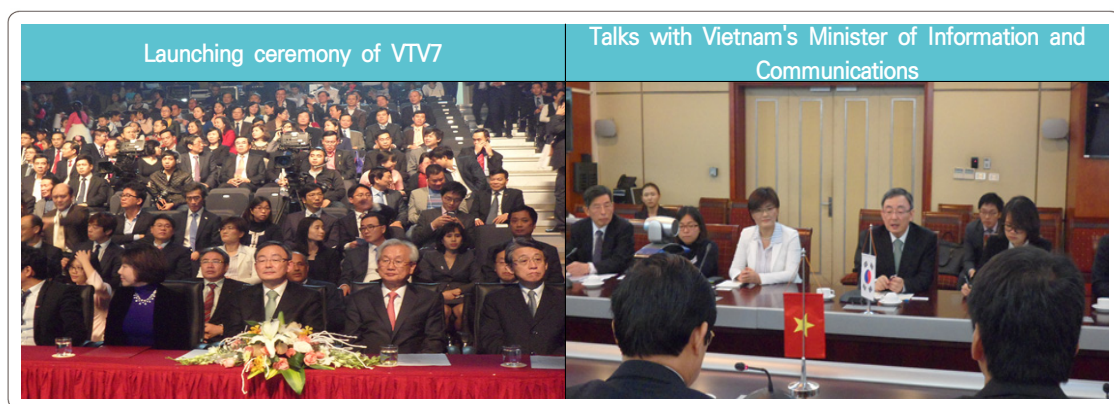 Launching ceremony of VTV7
Talks with Vietnam's Minister of Information and
Communications